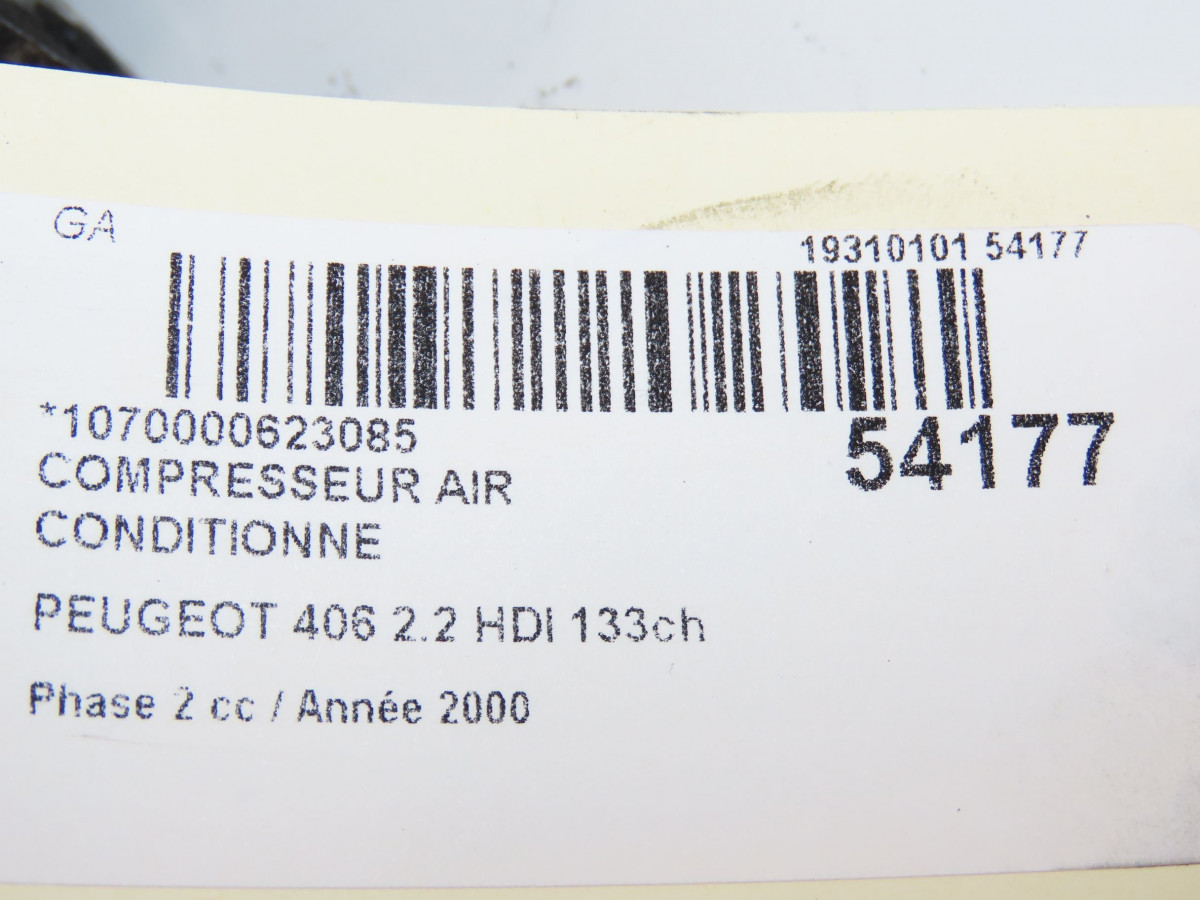 GA
19310101 54177
*1070000623085
54177
COMPRESSEUR AIR
CONDITIONNE
PEUGEOT 406 2.2 HDI 133ch
Phase 2 cc / Année 2000